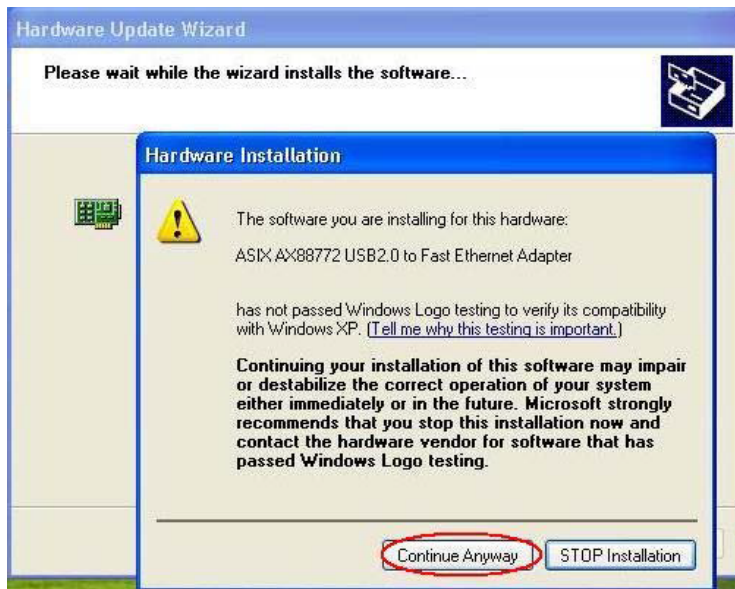 Hardware Update Wizard
Please wait while the wizard installs the software...
Hardware Installation
The software you are installing for this hardware:
ASIX AX88772 USB2.0 to Fast Ethernet Adapter
has not passed Windows Logo testing to verify its compatibility
with Windows XP. (Tell me why this testing is important.)
Continuing your installation of this software may impair
or destabilize the correct operation of your system
either immediately or in the future. Microsoft strongly
recommends that you stop this installation now and
contact the hardware vendor for software that has
passed Windows Logo testing.
Continue Anyway
STOP Installation